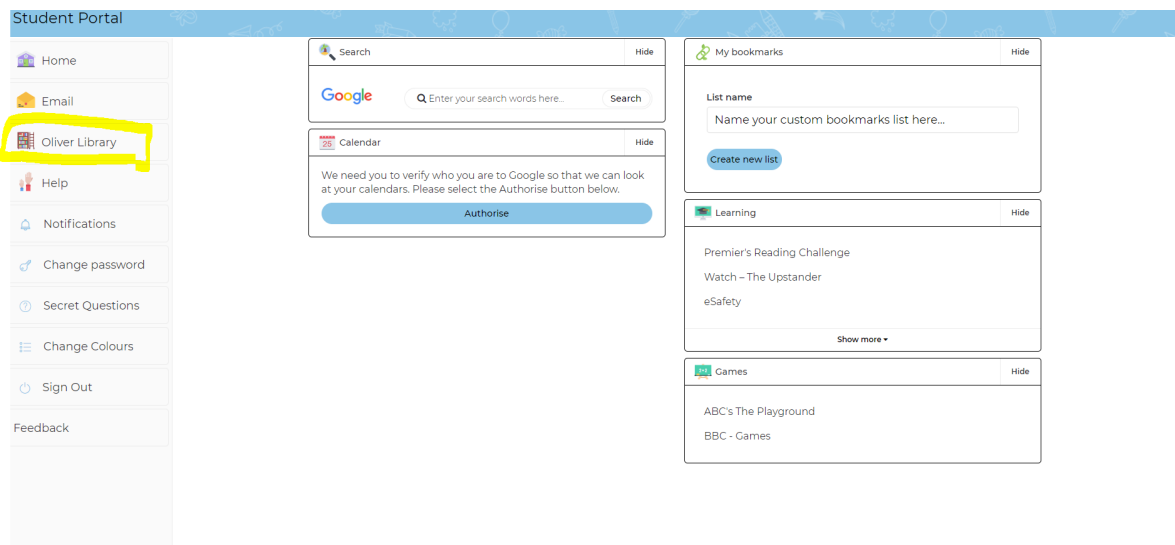 Student Portal
Home
Email
Oliver Library
Help
Notifications
Change password
Secret Questions
Change Colours
Sign Out
Feedback
Search Hide
Google Enter your search words here... Search
25 Calendar Hide
We need you to verify who you are to Google so that we can look
at your calendars. Please select the Authorise button below.
Authorise
My bookmarks Hide
List name
Name your custom bookmarks list here...
Create new list
Learning Hide
Premier's Reading Challenge
Watch – The Upstander
eSafety
Show more
Games Hide
ABC's The Playground
BBC - Games